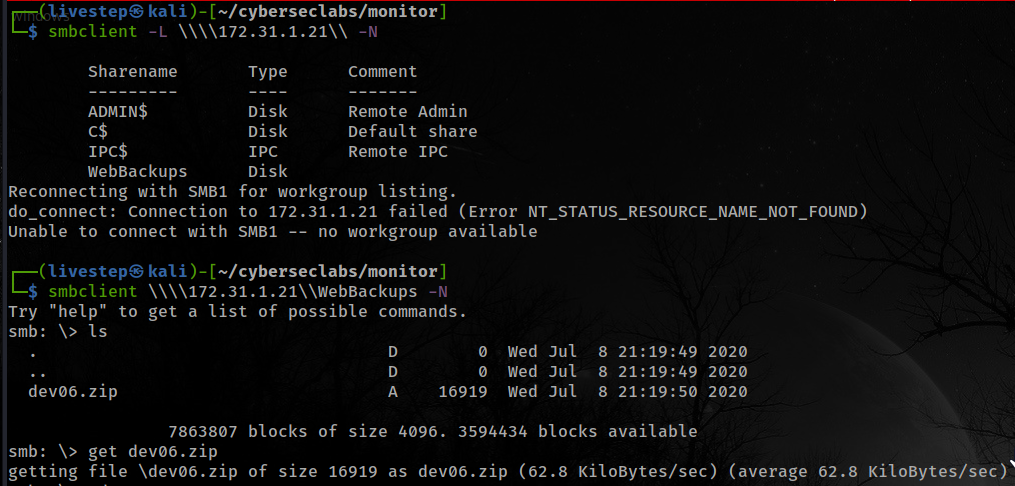 windows
┌──(livestep㉿kali)-[~/cyberseclabs/monitor]
└─$ smbclient -L \\\\172.31.1.21\\ -N
Sharename Type Comment
--------- ---- -------
ADMIN$ Disk Remote Admin
C$ Disk Default share
IPC$ IPC Remote IPC
WebBackups Disk
Reconnecting with SMB1 for workgroup listing.
do_connect: Connection to 172.31.1.21 failed (Error NT_STATUS_RESOURCE_NAME_NOT_FOUND)
Unable to connect with SMB1 -- no workgroup available
┌──(livestep㉿kali)-[~/cyberseclabs/monitor]
└─$ smbclient \\\\172.31.1.21\\WebBackups -N
Try "help" to get a list of possible commands.
smb: \> ls
. D 0 Wed Jul 8 21:19:49 2020
.. D 0 Wed Jul 8 21:19:49 2020
dev06.zip A 16919 Wed Jul 8 21:19:50 2020
7863807 blocks of size 4096. 3594434 blocks available
smb: \> get dev06.zip
getting file \dev06.zip of size 16919 as dev06.zip (62.8 KiloBytes/sec) (average 62.8 KiloBytes/sec)